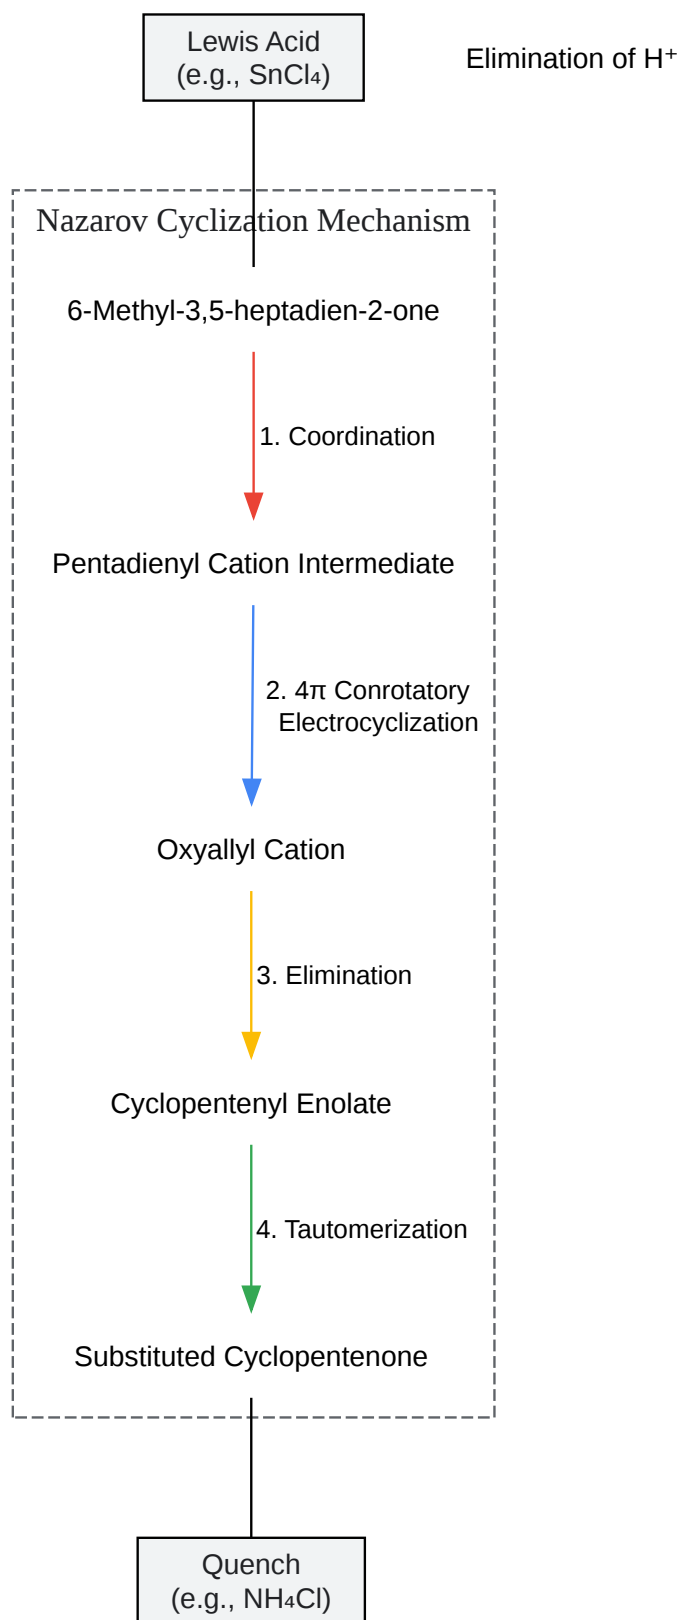 Lewis Acid
(e.g., SnCl₄)
Elimination of H⁺
Nazarov Cyclization Mechanism
6-Methyl-3,5-heptadien-2-one
1. Coordination
Pentadienyl Cation Intermediate
2. 4π Conrotatory
Electrocyclization
Oxyallyl Cation
3. Elimination
Cyclopentenyl Enolate
4. Tautomerization
Substituted Cyclopentenone
Quench
(e.g., NH₄Cl)